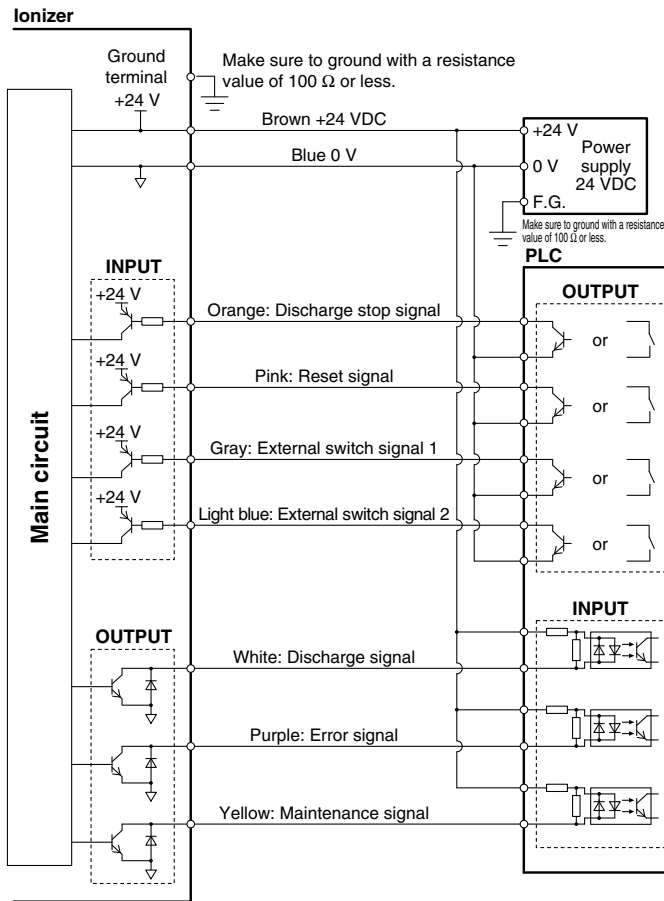 Ionizer
Ground
terminal
+24 V
Make sure to ground with a resistance
value of 100 Ω or less.
Brown +24 VDC
Blue 0 V
+24 V
0 V
F.G.
Power
supply
24 VDC
Make sure to ground with a resistance
value of 100 Ω or less.
PLC
Main circuit
INPUT
+24 V
+24 V
+24 V
+24 V
Orange: Discharge stop signal
Pink: Reset signal
Gray: External switch signal 1
Light blue: External switch signal 2
OUTPUT
or
or
or
or
OUTPUT
White: Discharge signal
Purple: Error signal
Yellow: Maintenance signal
INPUT